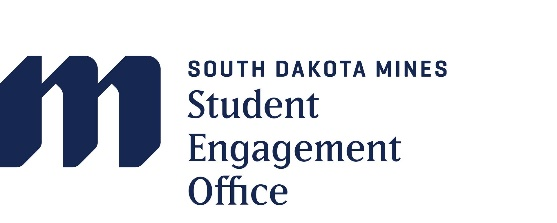 SOUTH DAKOTA MINES
Student
Engagement
Office